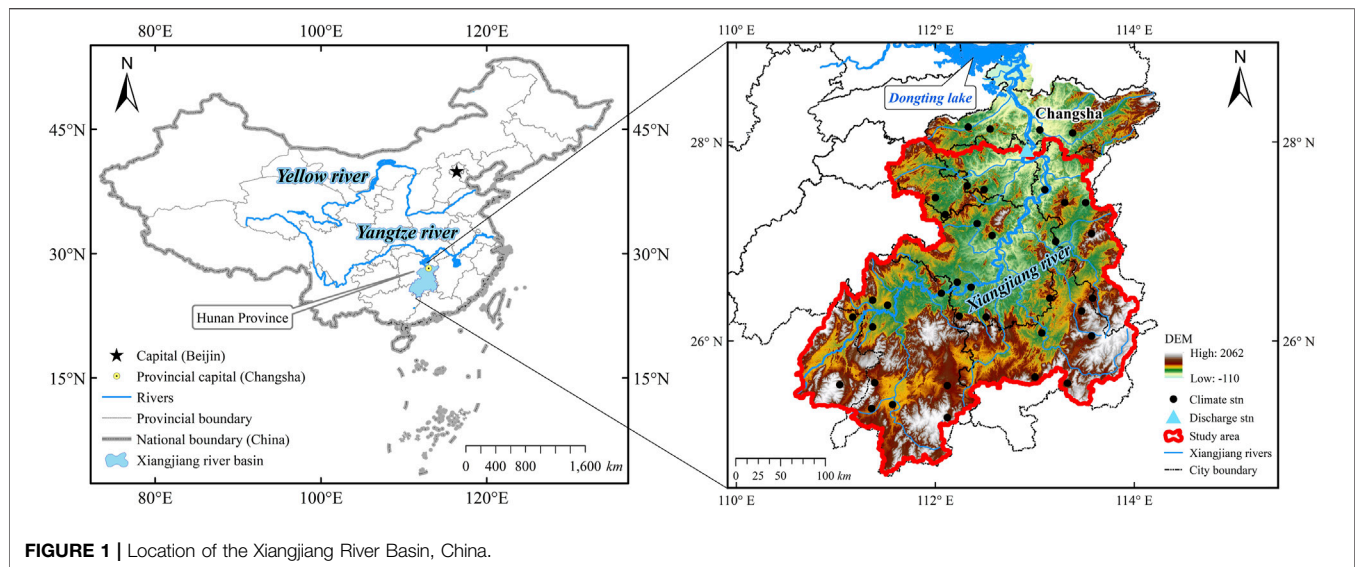 80° E
100° E
120° E
N
45°N
30°N
15°N
Yellow river
Yangtze river
Hunan Province
Capital (Beijin)
Provincial capital (Changsha)
Rivers
Provincial boundary
National boundary (China)
Xiangjiang river basin
0 400 800 1,600 km
45°N
30°N
15°N
80° E
100° E
120° E
110° E
112° E
114° E
N
Dongting lake
Changsha
28° N
26° N
Xiangjiang river
28° N
26° N
DEM
High: 2062
Low: -110
Climate stn
Discharge stn
Study area
Xiangjiang rivers
City boundary
0 25 50 100 km
110° E
112° E
114° E
FIGURE 1 | Location of the Xiangjiang River Basin, China.